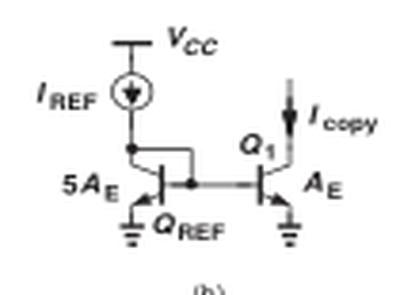 V_CC
I_REF
I_copy
Q_1
5A_E
A_E
Q_REF
(b)